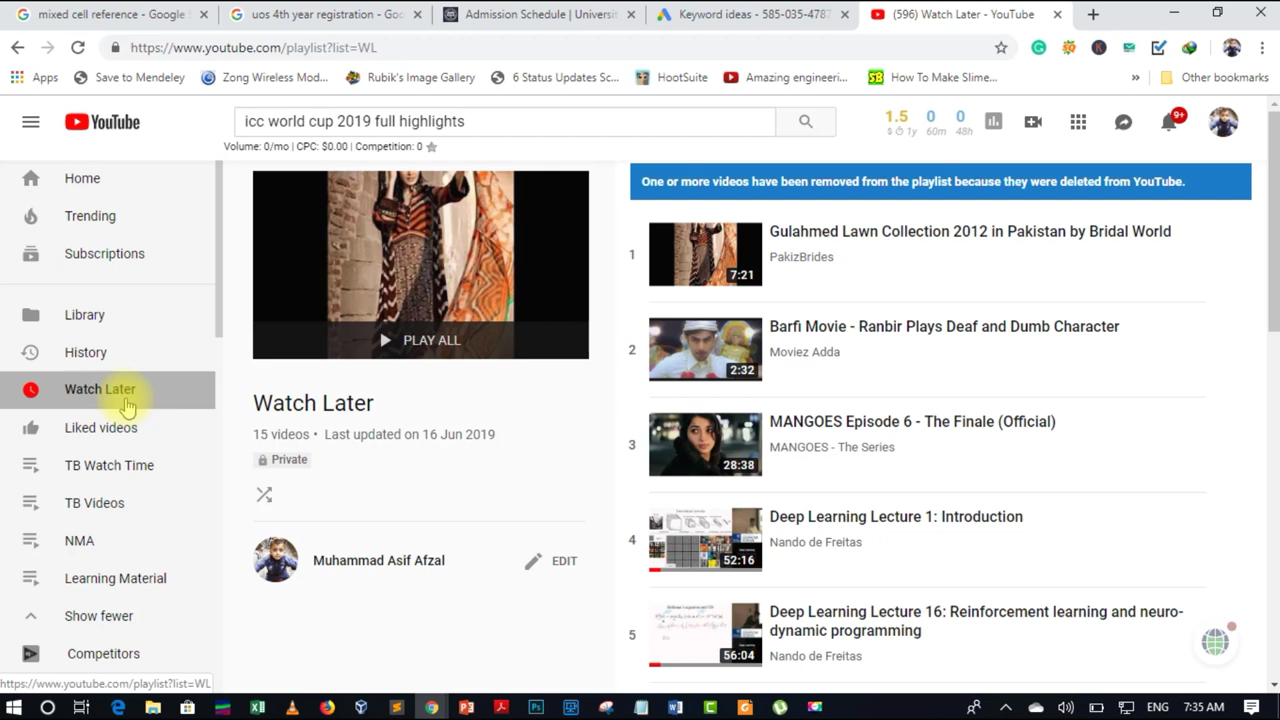 mixed cell reference - Google
uos 4th year registration - Goo
Admission Schedule | Universit
Keyword ideas - 585-035-4787
(596) Watch Later - YouTube
https://www.youtube.com/playlist?list=WL
Apps
Save to Mendeley
Zong Wireless Mod...
Rubik's Image Gallery
6 Status Updates Sc...
HootSuite
Amazing engineeri...
How To Make Slime...
»
Other bookmarks
YouTube
icc world cup 2019 full highlights
1.5 0 0
$ 1y 60m 48h
9+
Volume: 0/mo | CPC: $0.00 | Competition: 0
Home
Trending
Subscriptions
Library
History
Watch Later
Liked videos
TB Watch Time
TB Videos
NMA
Learning Material
Show fewer
Competitors
https://www.youtube.com/playlist?list=WL
PLAY ALL
Watch Later
15 videos • Last updated on 16 Jun 2019
Private
Muhammad Asif Afzal
EDIT
One or more videos have been removed from the playlist because they were deleted from YouTube.
1
7:21
Gulahmed Lawn Collection 2012 in Pakistan by Bridal World
PakizBrides
2
2:32
Barfi Movie - Ranbir Plays Deaf and Dumb Character
Moviez Adda
3
28:38
MANGOES Episode 6 - The Finale (Official)
MANGOES - The Series
4
52:16
Deep Learning Lecture 1: Introduction
Nando de Freitas
5
56:04
Deep Learning Lecture 16: Reinforcement learning and neuro-
dynamic programming
Nando de Freitas
ENG
7:35 AM